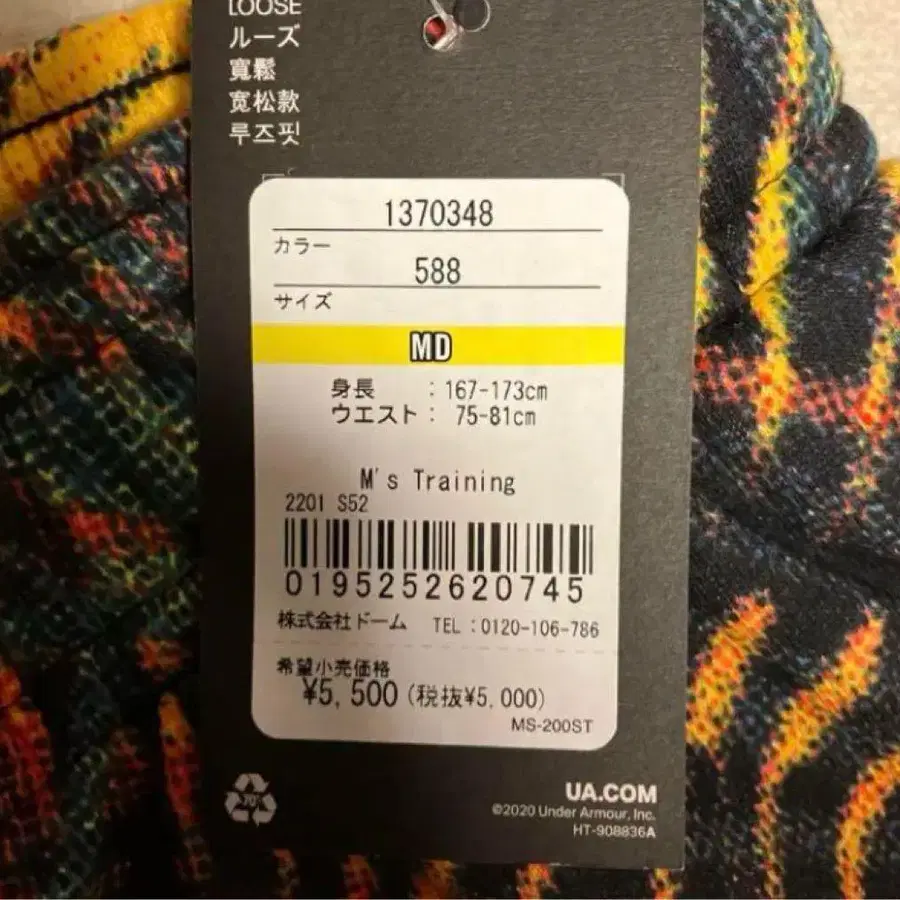 LOOSE
ルーズ
寬鬆
宽松款
루즈핏
1370348
カラー
588
サイズ
MD
身長 : 167-173cm
ウエスト : 75-81cm
M's Training
2201 S52
0195252620745
株式会社ドーム TEL:0120-106-786
希望小売価格
¥5,500(税抜¥5,000)
MS-200ST
UA.COM
©2020 Under Armour, Inc.
HT-908836A